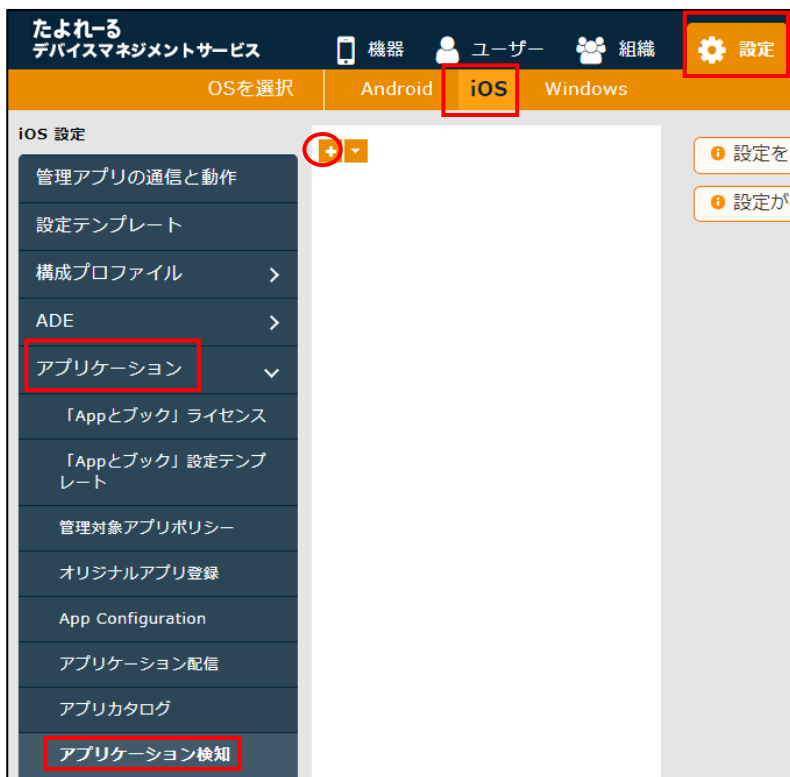 たよれーる
デバイスマネジメントサービス
機器 ユーザー 組織 設定
OSを選択 Android iOS Windows
iOS 設定
管理アプリの通信と動作
設定を
設定が
設定テンプレート
構成プロファイル
ADE
アプリケーション
「Appとブック」ライセンス
「Appとブック」設定テンプ
レート
管理対象アプリポリシー
オリジナルアプリ登録
App Configuration
アプリケーション配信
アプリカタログ
アプリケーション検知